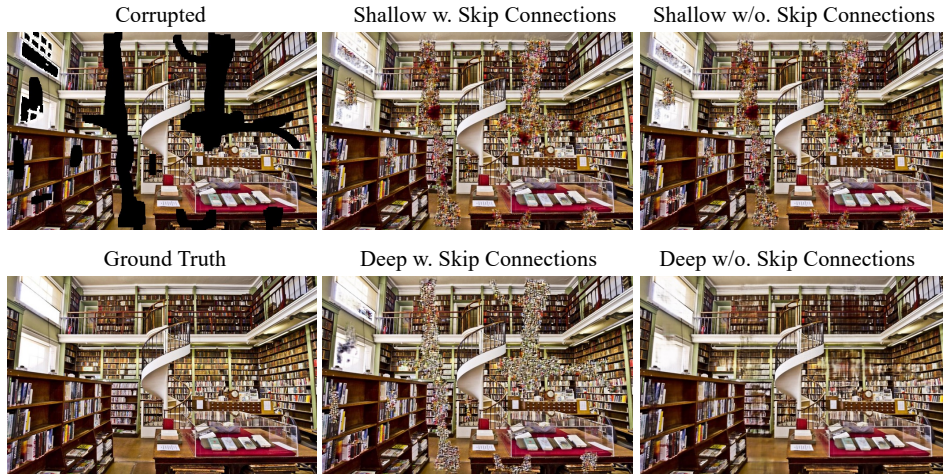 Corrupted
Shallow w. Skip Connections
Shallow w/o. Skip Connections
Ground Truth
Deep w. Skip Connections
Deep w/o. Skip Connections